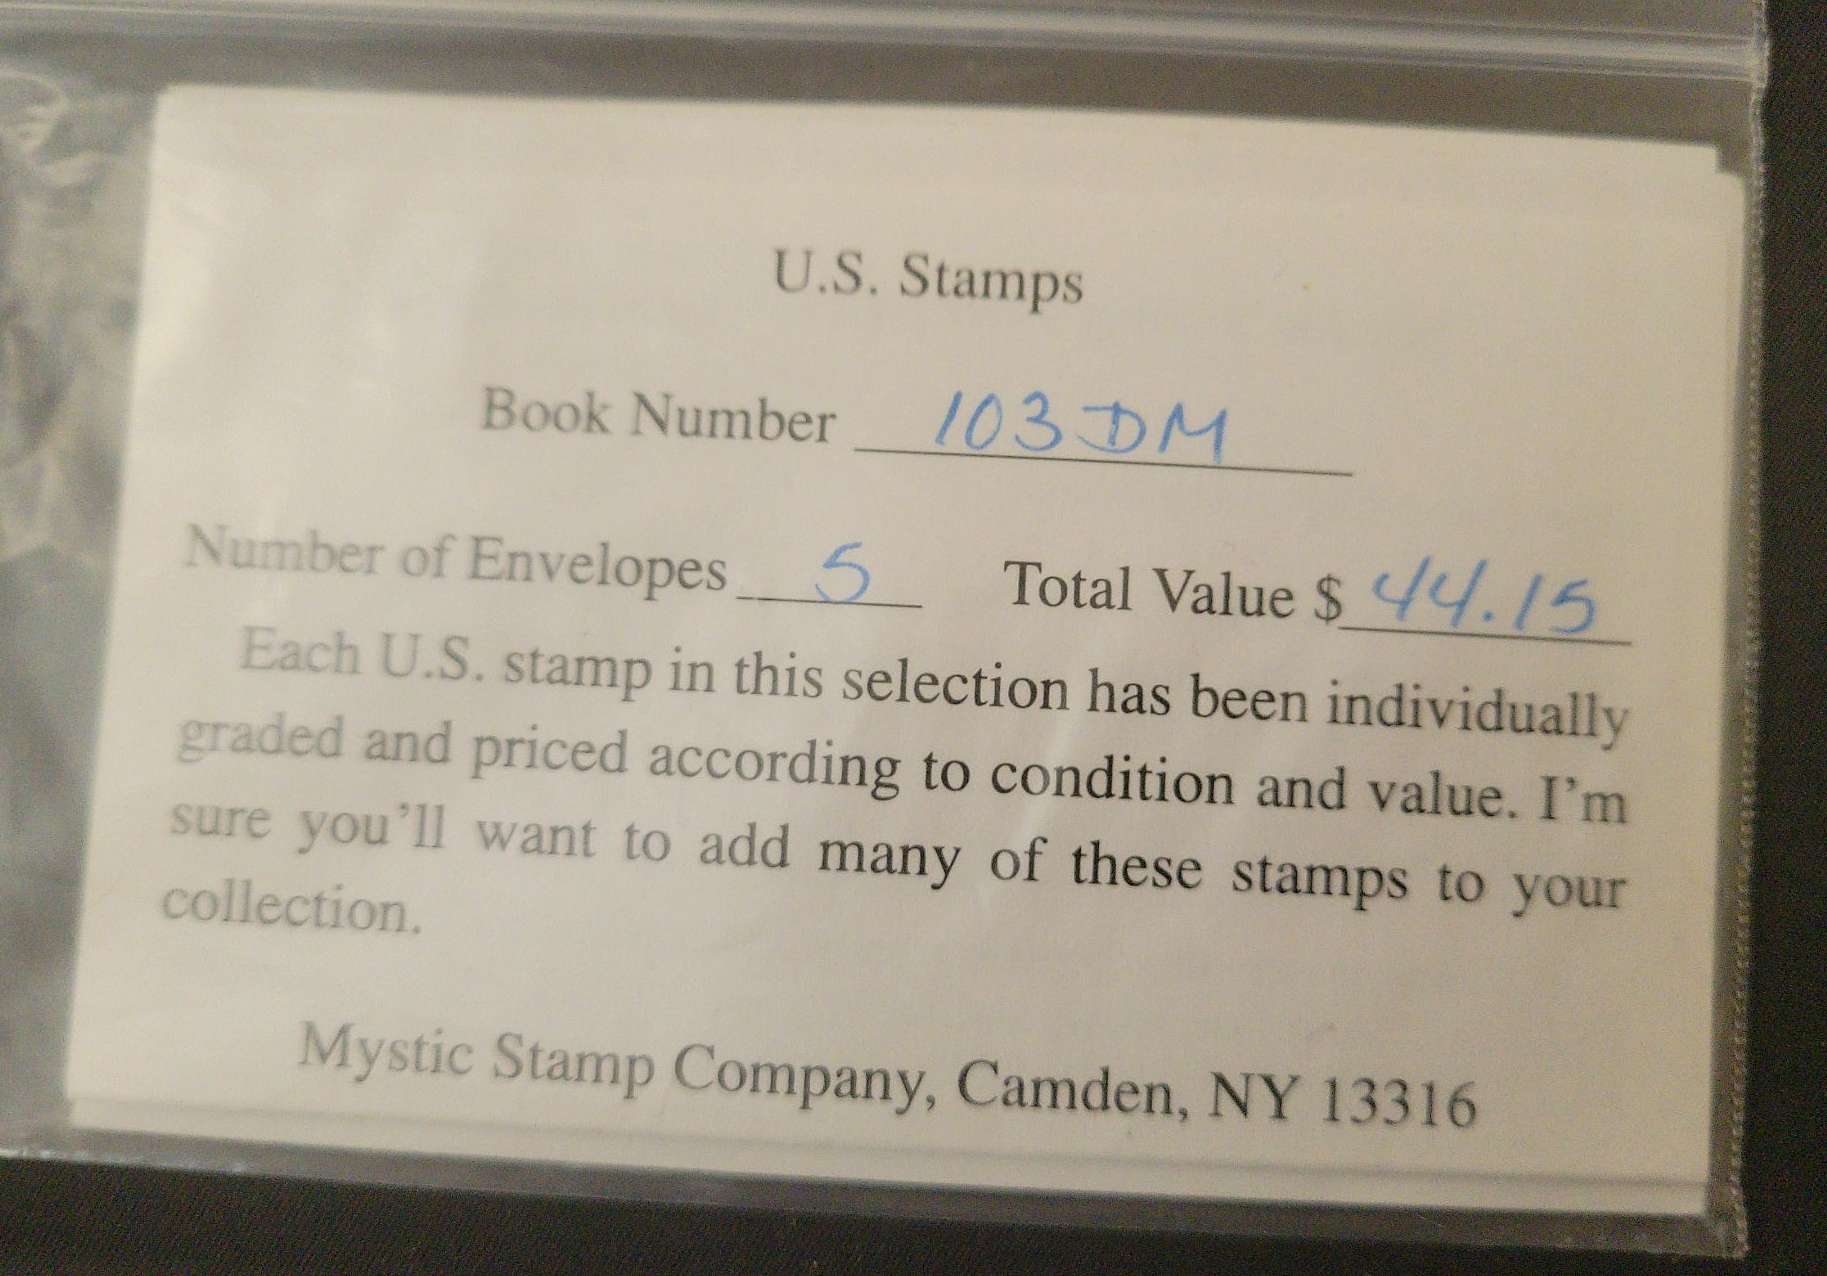 U.S. Stamps
Book Number 103DM
Number of Envelopes 5 Total Value $ 44.15
Each U.S. stamp in this selection has been individually
graded and priced according to condition and value. I'm
sure you'll want to add many of these stamps to your
collection.
Mystic Stamp Company, Camden, NY 13316